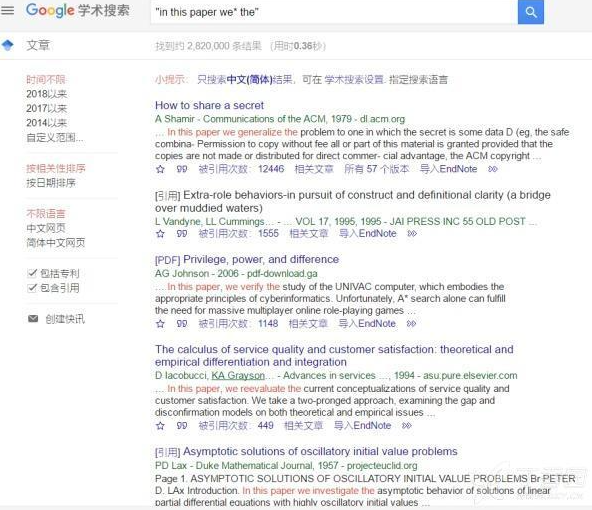 Google 学术搜索
"in this paper we* the"
文章
找到约 2,820,000 条结果 （用时0.36秒）
时间不限
2018以来
2017以来
2014以来
自定义范围...
按相关性排序
按日期排序
不限语言
中文网页
简体中文网页
包括专利
包含引用
创建快讯
小提示： 只搜索中文(简体)结果，可在 学术搜索设置. 指定搜索语言
How to share a secret
A Shamir - Communications of the ACM, 1979 - dl.acm.org
... In this paper we generalize the problem to one in which the secret is some data D (eg, the safe
combina- Permission to copy without fee all or part of this material is granted provided that the
copies are not made or distributed for direct commer- cial advantage, the ACM copyright ...
被引用次数：12446 相关文章 所有 57 个版本 导入EndNote
[引用] Extra-role behaviors-in pursuit of construct and definitional clarity (a bridge
over muddied waters)
L Vandyne, LL Cummings... - ... VOL 17, 1995, 1995 - JAI PRESS INC 55 OLD POST ...
被引用次数：1555 相关文章 导入EndNote
[PDF] Privilege, power, and difference
AG Johnson - 2006 - pdf-download.ga
... In this paper, we verify the study of the UNIVAC computer, which embodies the
appropriate principles of cyberinformatics. Unfortunately, A* search alone can fulfill
the need for massive multiplayer online role-playing games ...
被引用次数：1148 相关文章 导入EndNote
The calculus of service quality and customer satisfaction: theoretical and
empirical differentiation and integration
D Iacobucci, KA Grayson... - Advances in services ..., 1994 - asu.pure.elsevier.com
... In this paper, we reevaluate the current conceptualizations of service quality and
customer satisfaction. We take a two-pronged approach, examining the gap and
disconfirmation models on both theoretical and empirical issues ...
被引用次数：449 相关文章 导入EndNote
[引用] Asymptotic solutions of oscillatory initial value problems
PD Lax - Duke Mathematical Journal, 1957 - projecteuclid.org
Page 1. ASYMPTOTIC SOLUTIONS OF OSCILLATORY INITIAL VALUE PROBLEMS Br PETER
D. LAx Introduction. In this paper we investigate the asymptotic behavior of solutions of linear
partial differential equations with highly oscillatory initial values ...